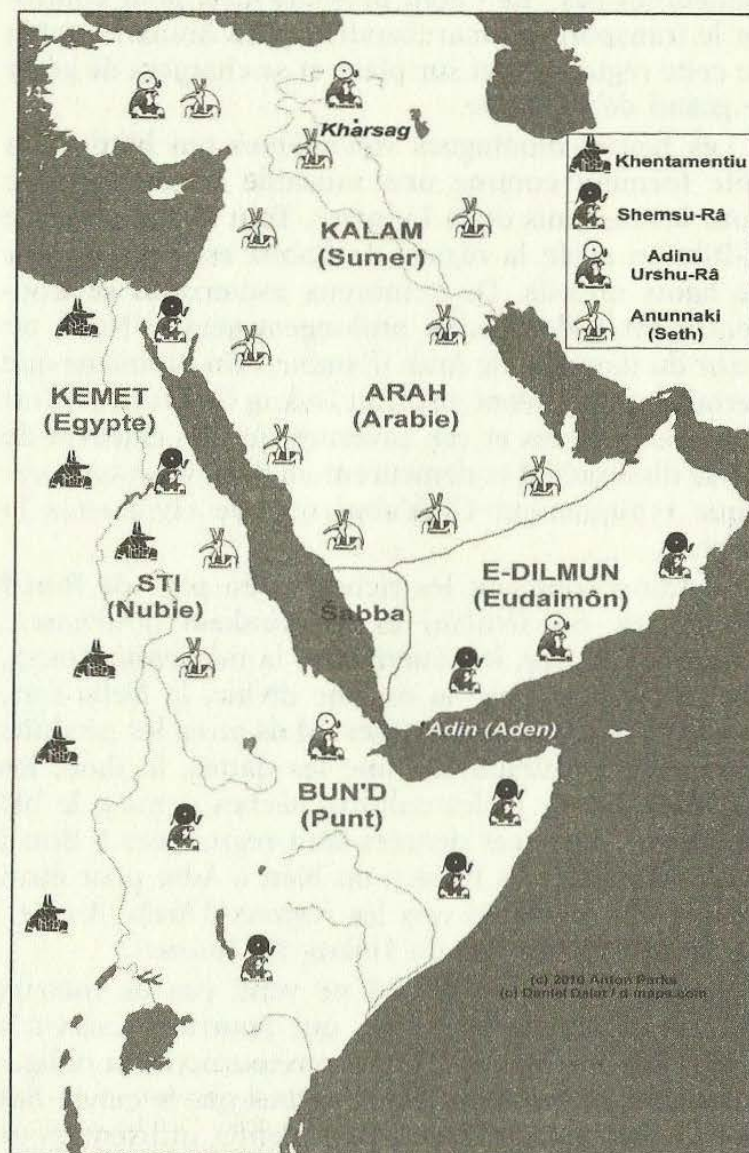 Kharsag
Khentamentiu
Shemsu-Râ
Adinu
Urshu-Râ
Anunnaki
(Seth)
KALAM
(Sumer)
KEMET
(Egypte)
ARAH
(Arabie)
STI
(Nubie)
E-DILMUN
(Eudaimôn)
Sabba
Adin (Aden)
BUN'D
(Punt)
(c) 2010 Anton Parks
(c) Daniel Dalet / d-maps.com